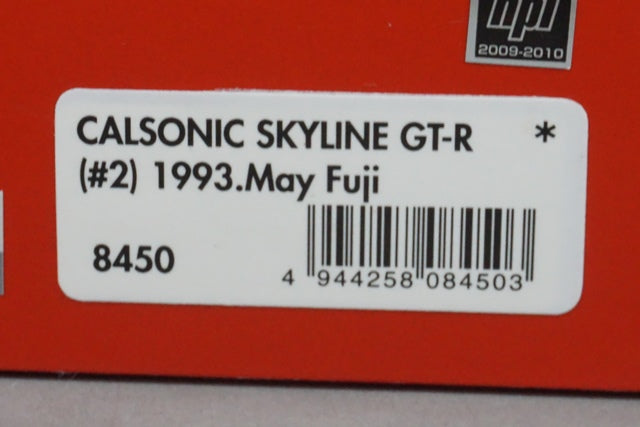 hpi
2009-2010
CALSONIC SKYLINE GT-R *
(#2) 1993.May Fuji
8450
4 944258 084503